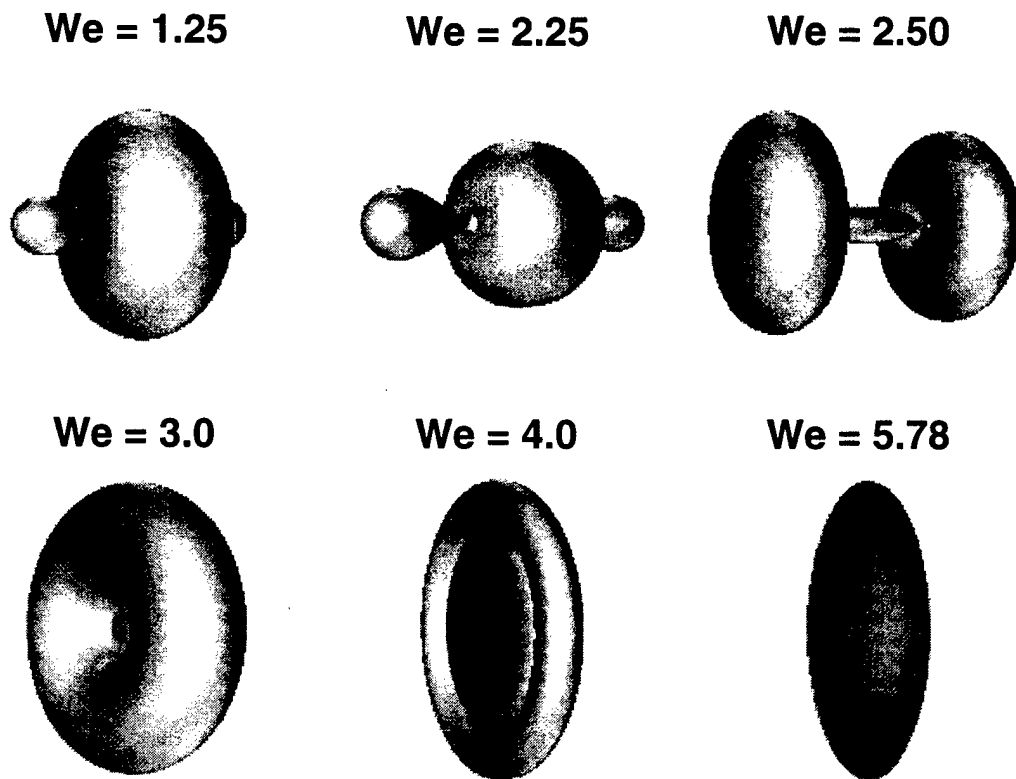 We = 1.25
We = 2.25
We = 2.50
We = 3.0
We = 4.0
We = 5.78